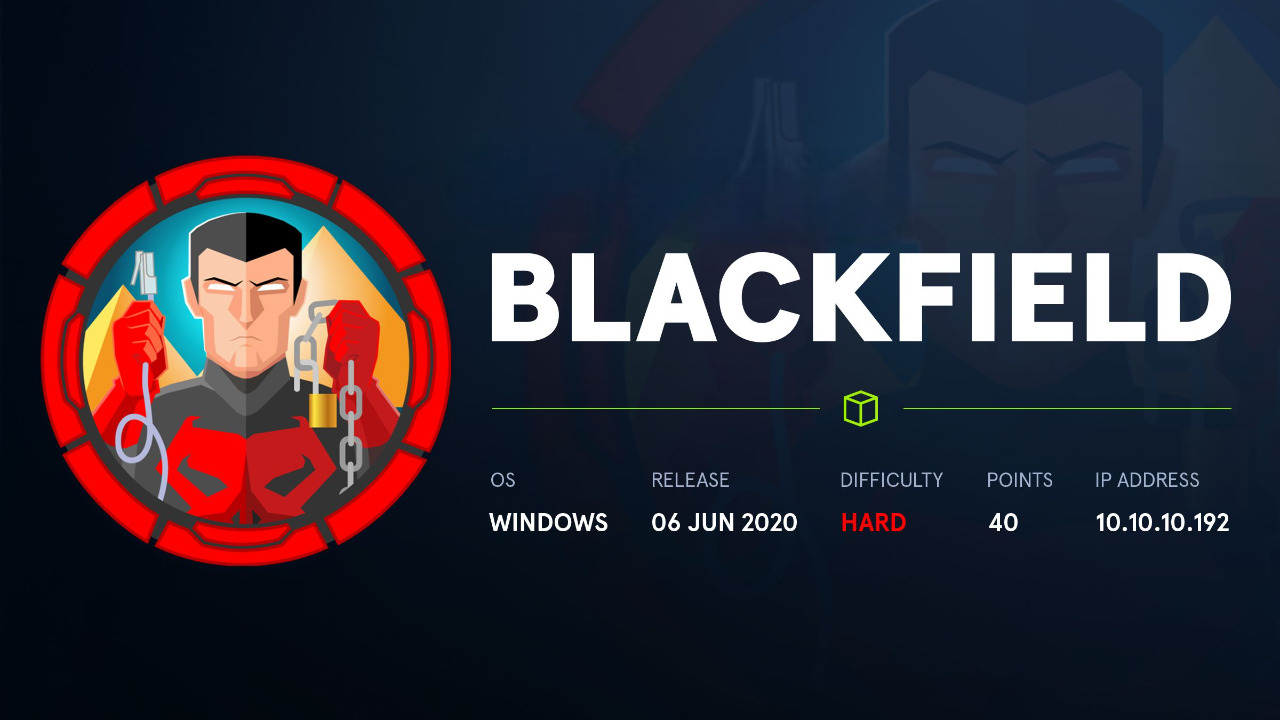 BLACKFIELD
OS RELEASE DIFFICULTY POINTS IP ADDRESS
WINDOWS 06 JUN 2020 HARD 40 10.10.10.192